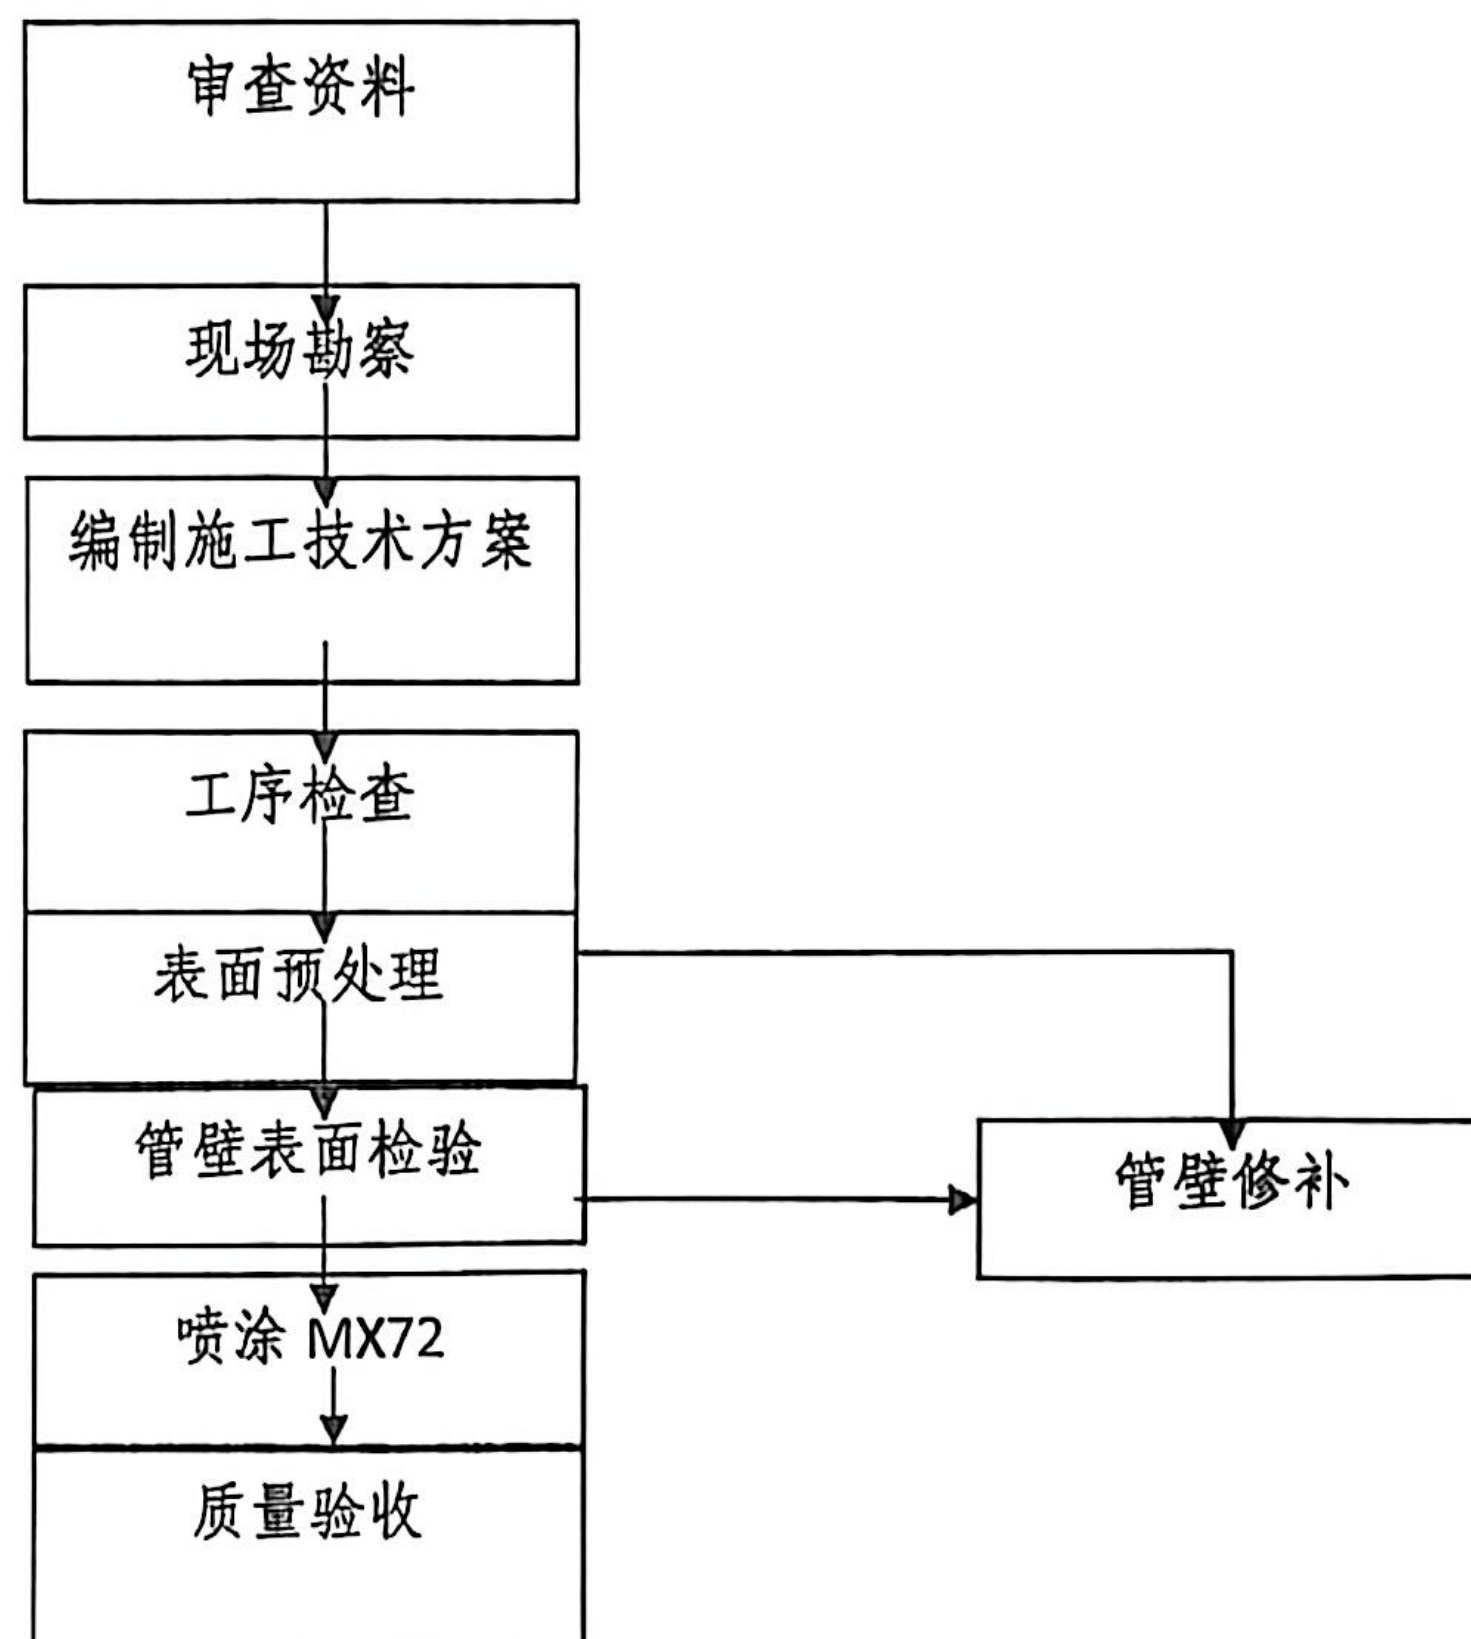 审查资料
现场勘察
编制施工技术方案
工序检查
表面预处理
管壁表面检验
管壁修补
喷涂 MX72
质量验收